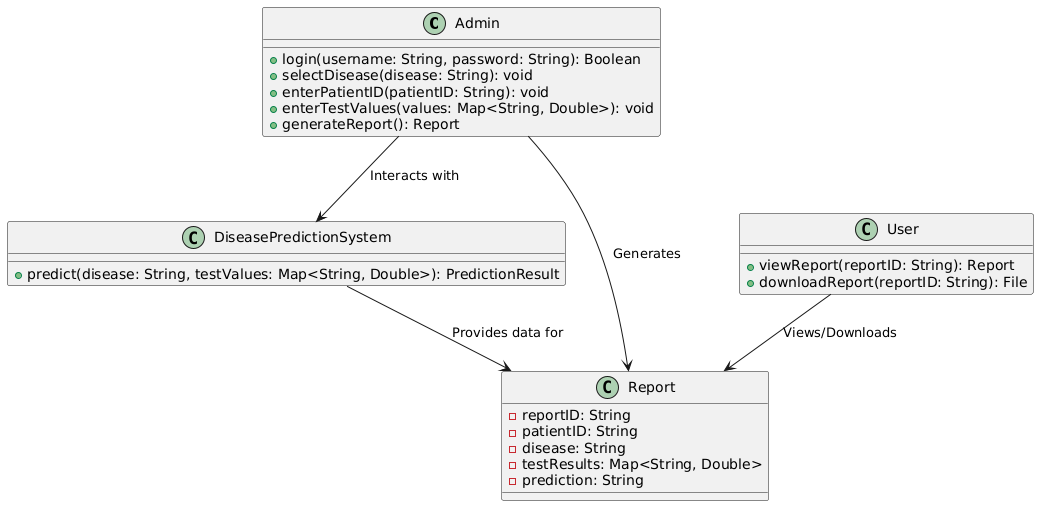 C Admin
login(username: String, password: String): Boolean
selectDisease(disease: String): void
enterPatientID(patientID: String): void
enterTestValues(values: Map<String, Double>): void
generateReport(): Report
Interacts with
C DiseasePredictionSystem
predict(disease: String, testValues: Map<String, Double>): PredictionResult
Generates
C User
viewReport(reportID: String): Report
downloadReport(reportID: String): File
Provides data for
Views/Downloads
C Report
reportID: String
patientID: String
disease: String
testResults: Map<String, Double>
prediction: String